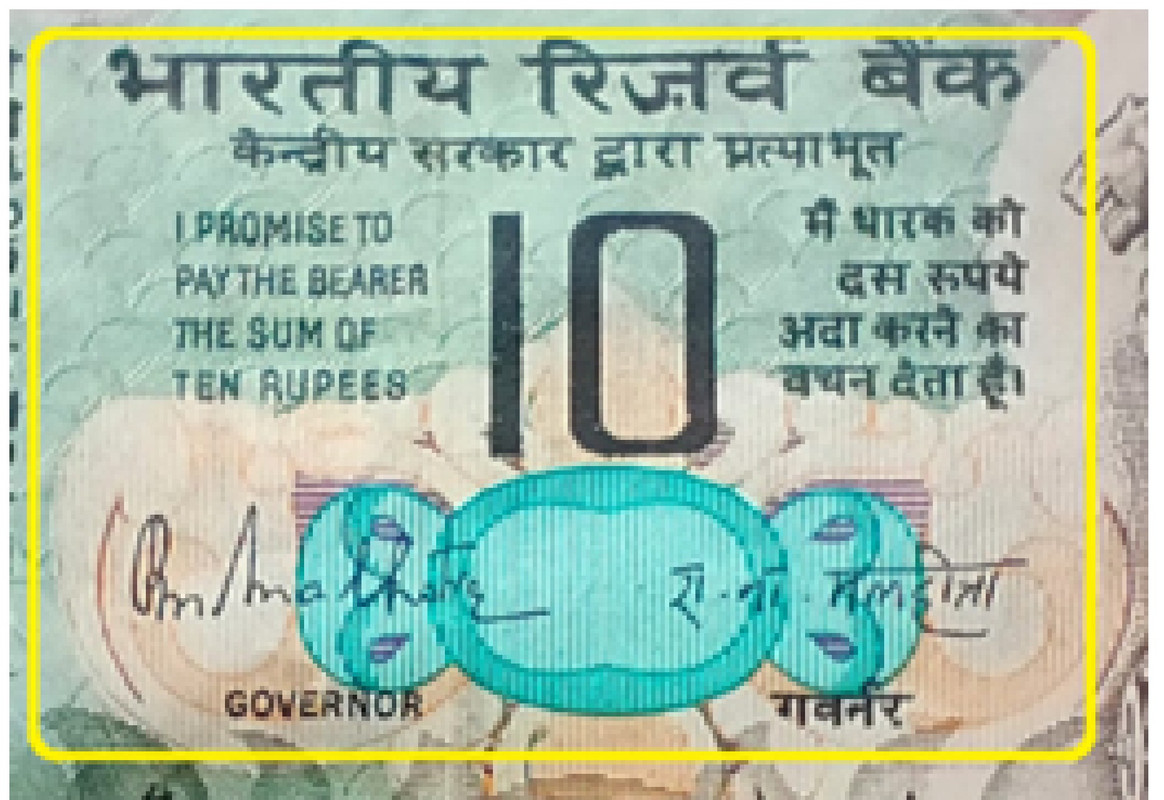 भारतीय रिज़र्व बैंक
केन्द्रीय सरकार द्वारा प्रत्याभूत
I PROMISE TO
PAY THE BEARER
THE SUM OF
TEN RUPEES
10
मैं धारक को
दस रुपये
अदा करने का
वचन देता हूँ।
रा. ना. मल्होत्रा
GOVERNOR
गवर्नर